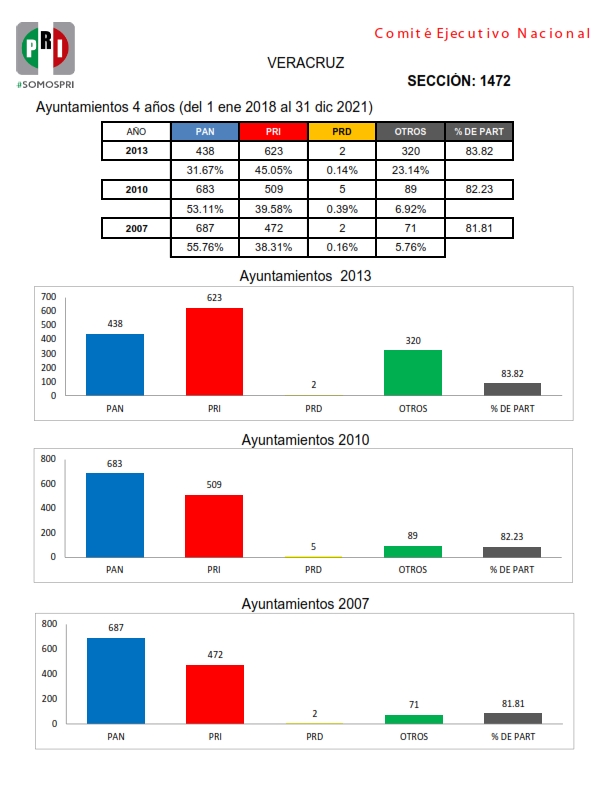 PRI
#SOMOSPRI
Comité Ejecutivo Nacional
VERACRUZ
SECCIÓN: 1472
Ayuntamientos 4 años (del 1 ene 2018 al 31 dic 2021)
AÑO PAN PRI PRD OTROS % DE PART
2013 438 623 2 320 83.82
31.67% 45.05% 0.14% 23.14%
2010 683 509 5 89 82.23
53.11% 39.58% 0.39% 6.92%
2007 687 472 2 71 81.81
55.76% 38.31% 0.16% 5.76%
Ayuntamientos 2013
700
600
500
400
300
200
100
0
438
623
2
320
83.82
PAN PRI PRD OTROS % DE PART
Ayuntamientos 2010
800
600
400
200
0
683
509
5
89
82.23
PAN PRI PRD OTROS % DE PART
Ayuntamientos 2007
800
600
400
200
0
687
472
2
71
81.81
PAN PRI PRD OTROS % DE PART